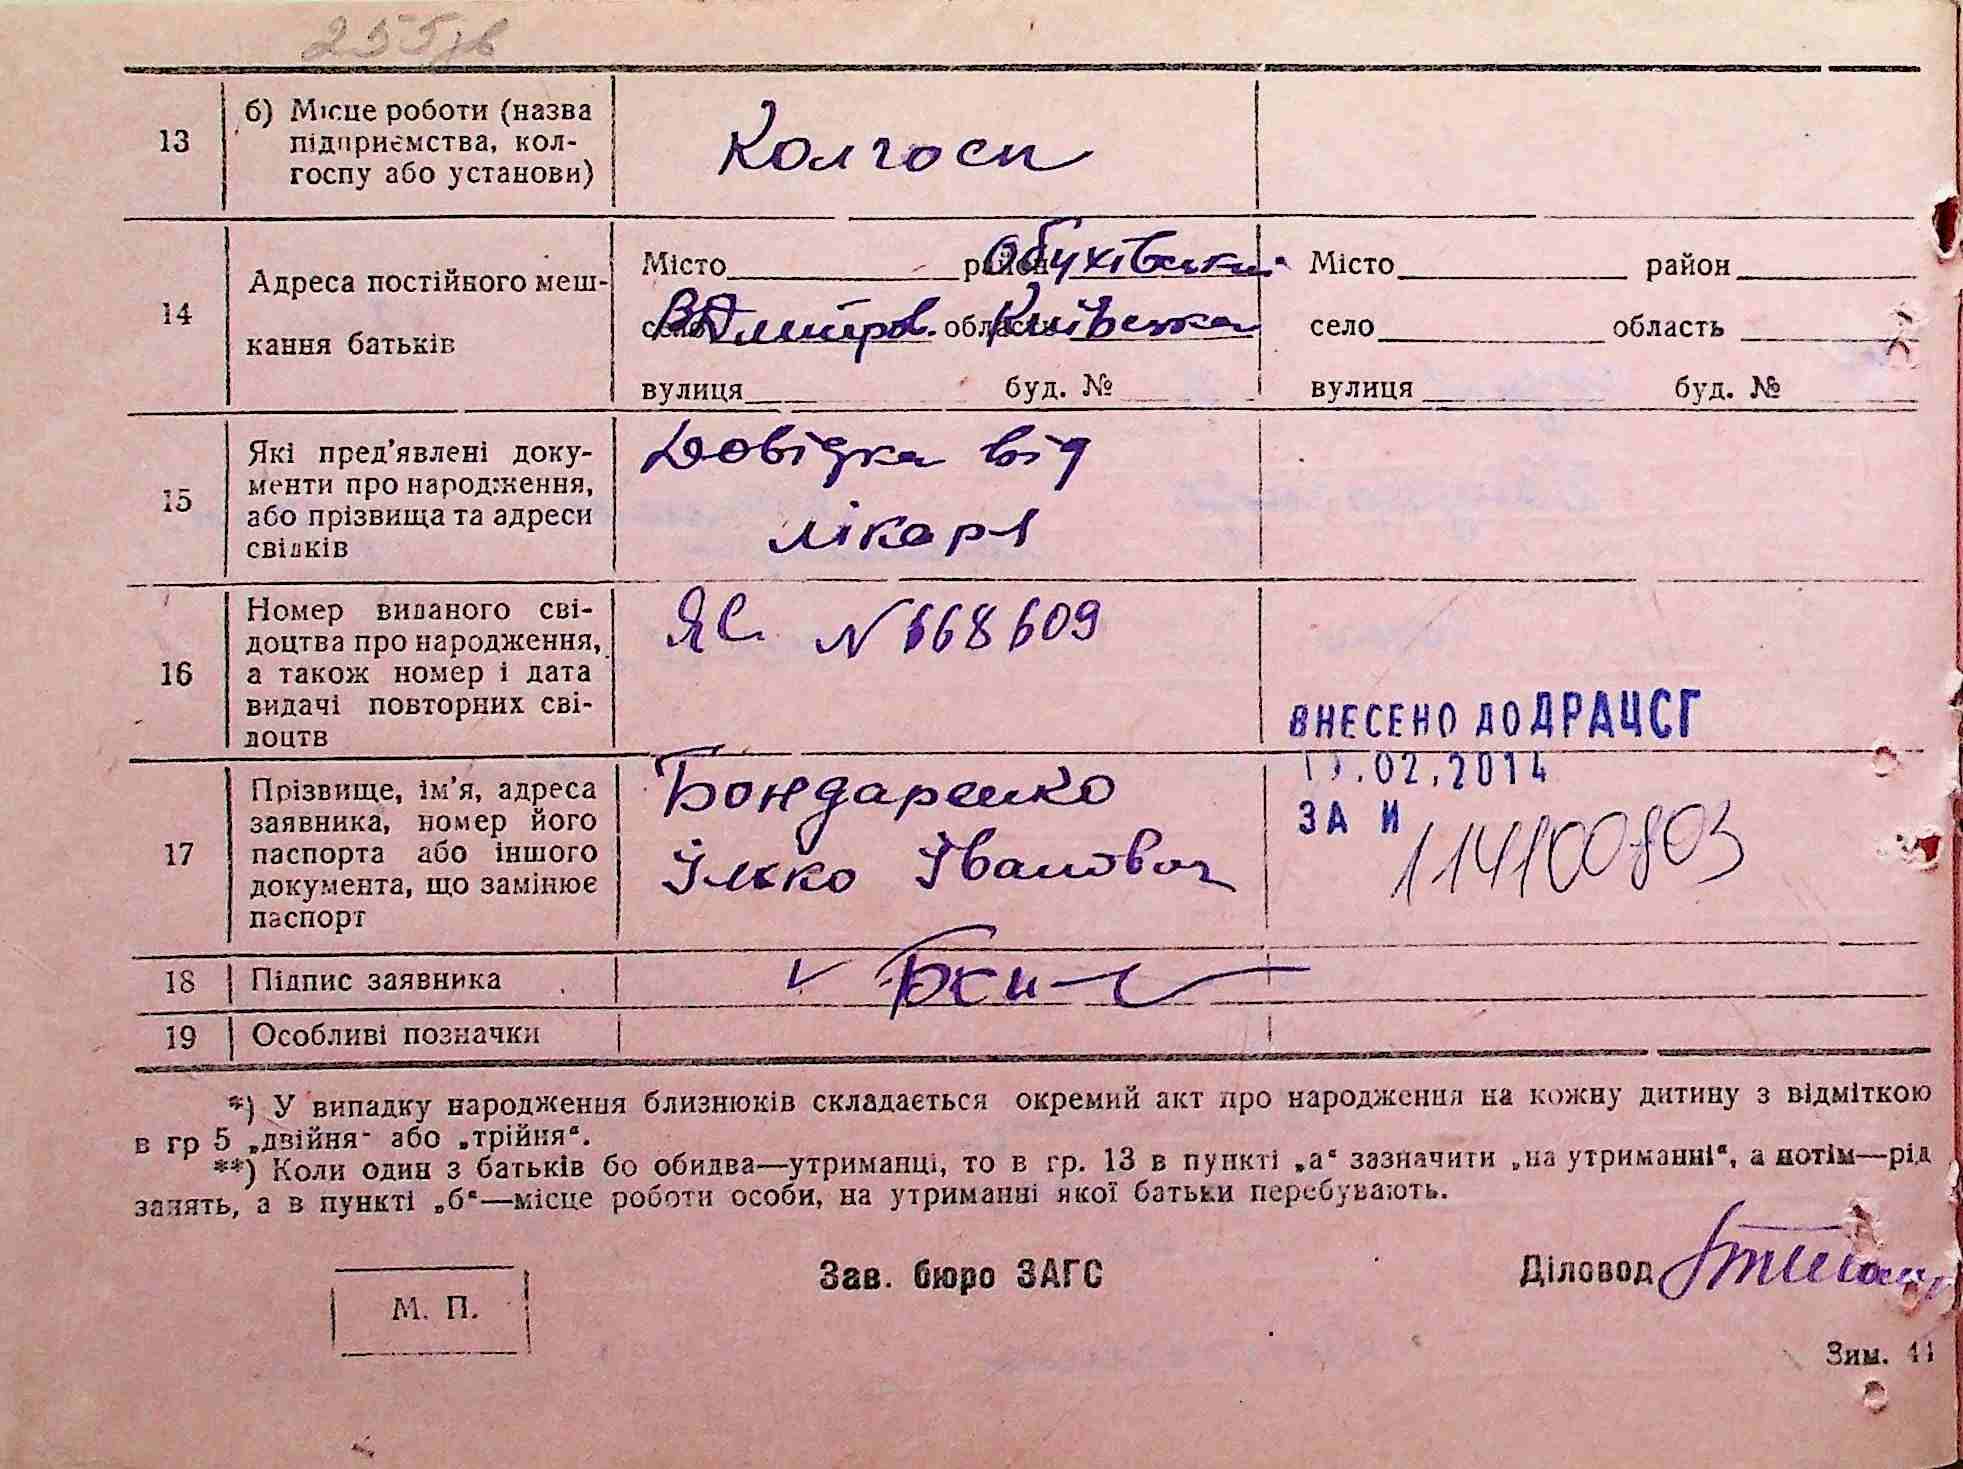 255
13
б) Місце роботи (назва
підприємства, кол-
госпу або установи)
Колгосп
14
Адреса постійного меш-
кання батьків
Місто район Обухівський
село В Дмитров. область Київська
вулиця буд. №
Місто район
село область
вулиця буд. №
15
Які пред’явлені доку-
менти про народження,
або прізвища та адреси
свідків
Довідка від
лікаря
16
Номер виданого сві-
доцтва про народження,
а також номер і дата
видачі повторних сві-
доцтв
ЯС. N 668609
ВНЕСЕНО ДО ДРАЦСГ
.02.2014
ЗА И
114100803
17
Прізвище, ім’я, адреса
заявника, номер його
паспорта або іншого
документа, що замінює
паспорт
Бондаренко
Ілько Іванович
18
Підпис заявника
19
Особливі позначки
*) У випадку народження близнюків складається окремий акт про народження на кожну дитину з відміткою
в гр 5 „двійня“ або „трійня“.
**) Коли один з батьків бо обидва—утриманці, то в гр. 13 в пункті „а“ зазначити „на утриманні“, а потім—рід
занять, а в пункті „б“—місце роботи особи, на утриманні якої батьки перебувають.
М. П.
Зав. бюро ЗАГС
Діловод
Зим. 41